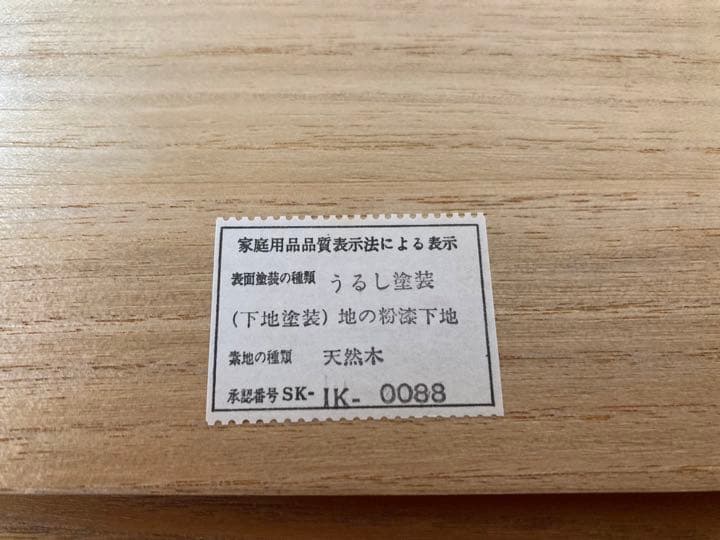 家庭用品品質表示法による表示
表面塗装の種類 うるし塗装
(下地塗装) 地の粉漆下地
素地の種類 天然木
承認番号 SK-IK- 0088